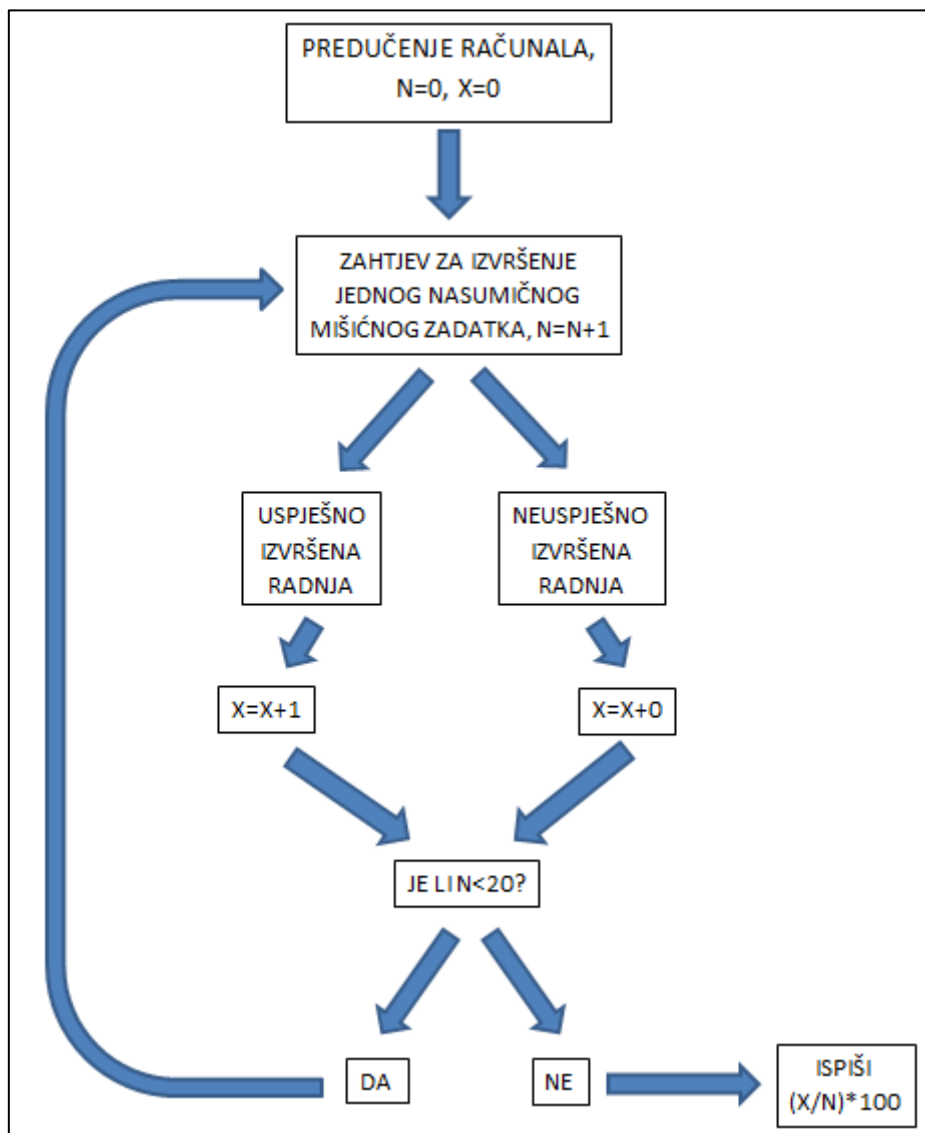 PREDUČENJE RAČUNALA,
N=0, X=0
ZAHTJEV ZA IZVRŠENJE
JEDNOG NASUMIČNOG
MIŠIĆNOG ZADATKA, N=N+1
USPJEŠNO
IZVRŠENA
RADNJA
NEUSPJEŠNO
IZVRŠENA
RADNJA
X=X+1
X=X+0
JE LI N<20?
DA
NE
ISPIŠI
(X/N)*100